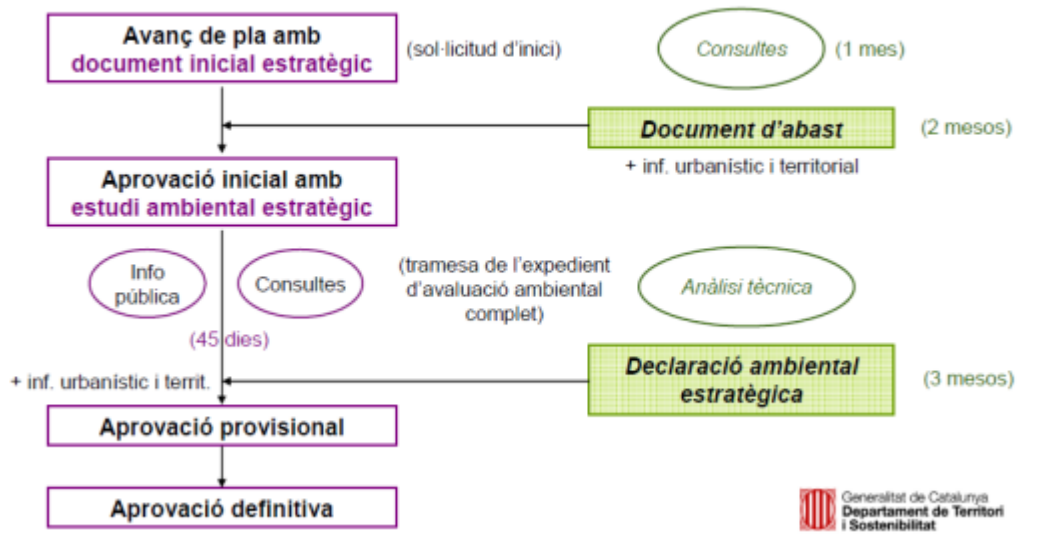 Avanç de pla amb
document inicial estratègic
(sol·licitud d'inici)
Consultes
(1 mes)
Document d'abast
(2 mesos)
+ inf. urbanístic i territorial
Aprovació inicial amb
estudi ambiental estratègic
Info
pública
Consultes
(tramesa de l'expedient
d'avaluació ambiental
complet)
Anàlisi tècnica
(45 dies)
Declaració ambiental
estratègica
(3 mesos)
+ inf. urbanístic i territ.
Aprovació provisional
Aprovació definitiva
Generalitat de Catalunya
Departament de Territori
i Sostenibilitat